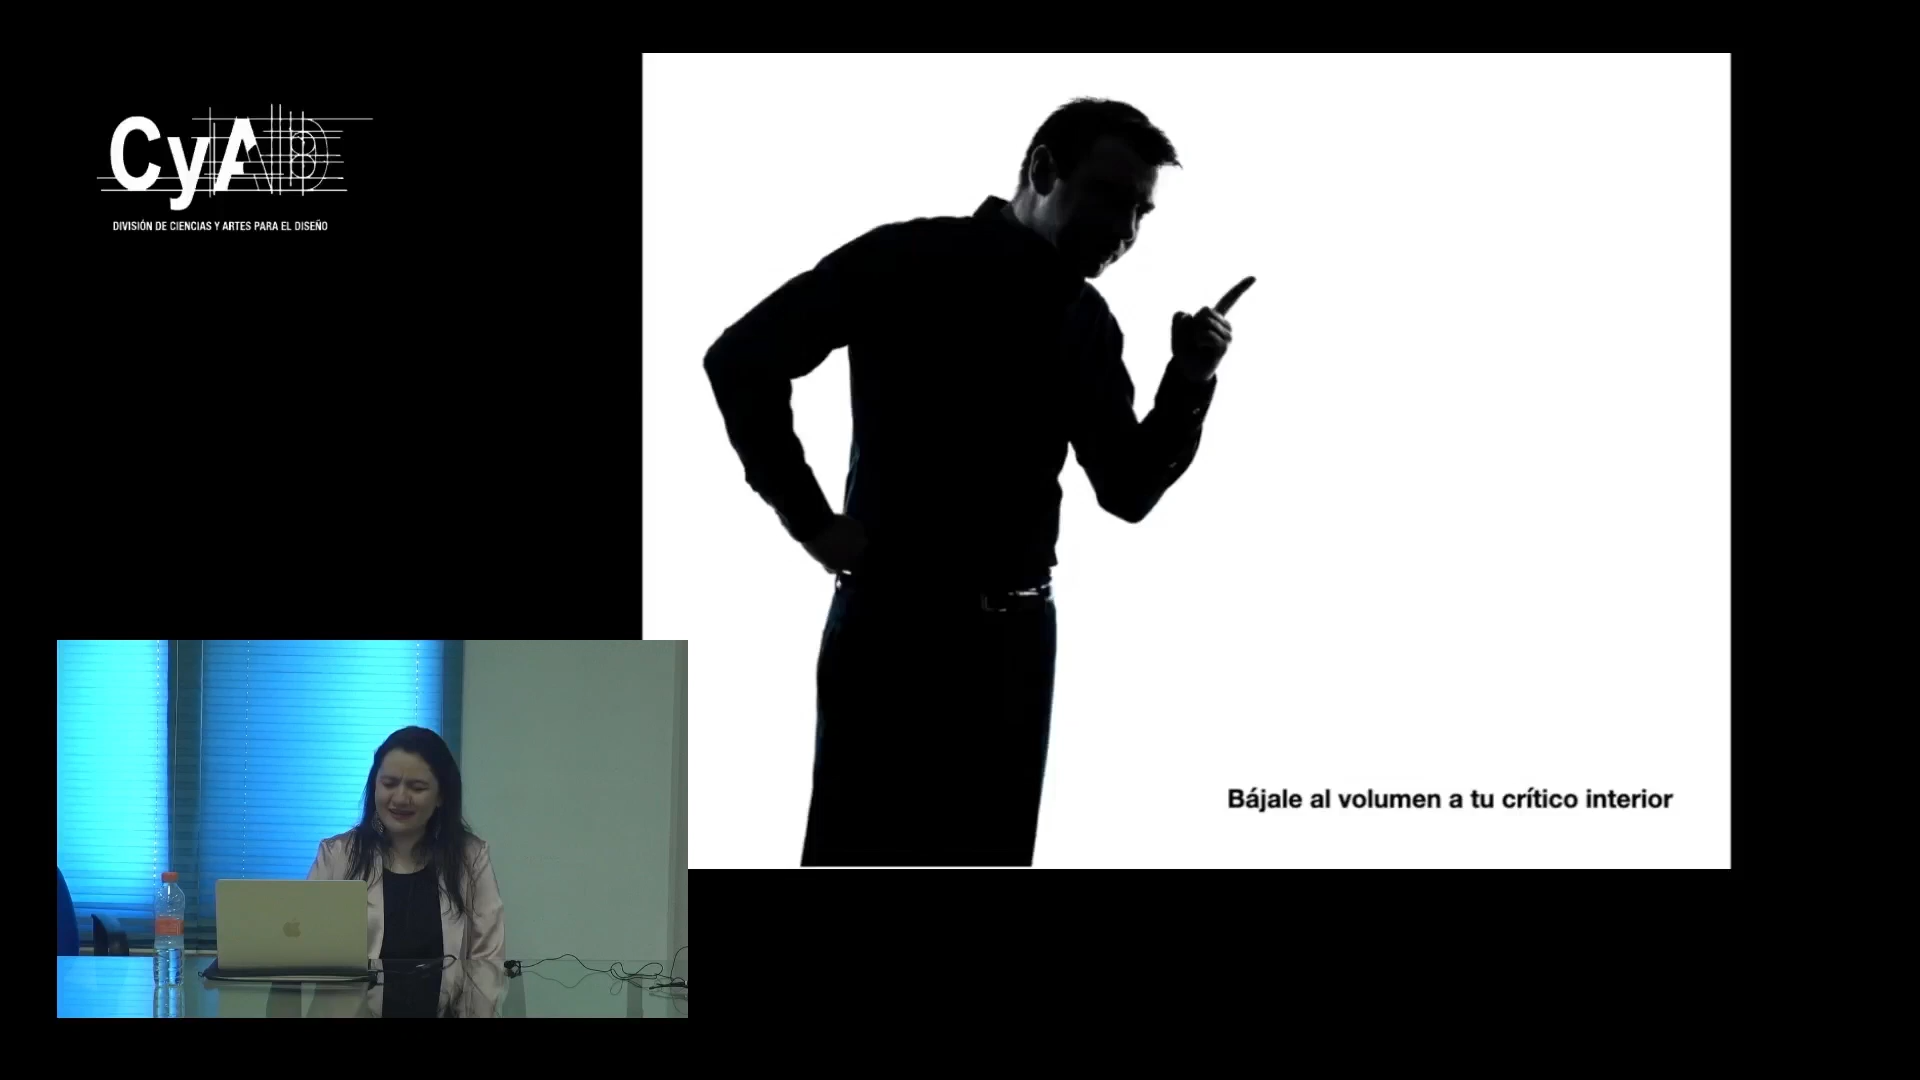 CyAD
DIVISIÓN DE CIENCIAS Y ARTES PARA EL DISEÑO
Bájale al volumen a tu crítico interior